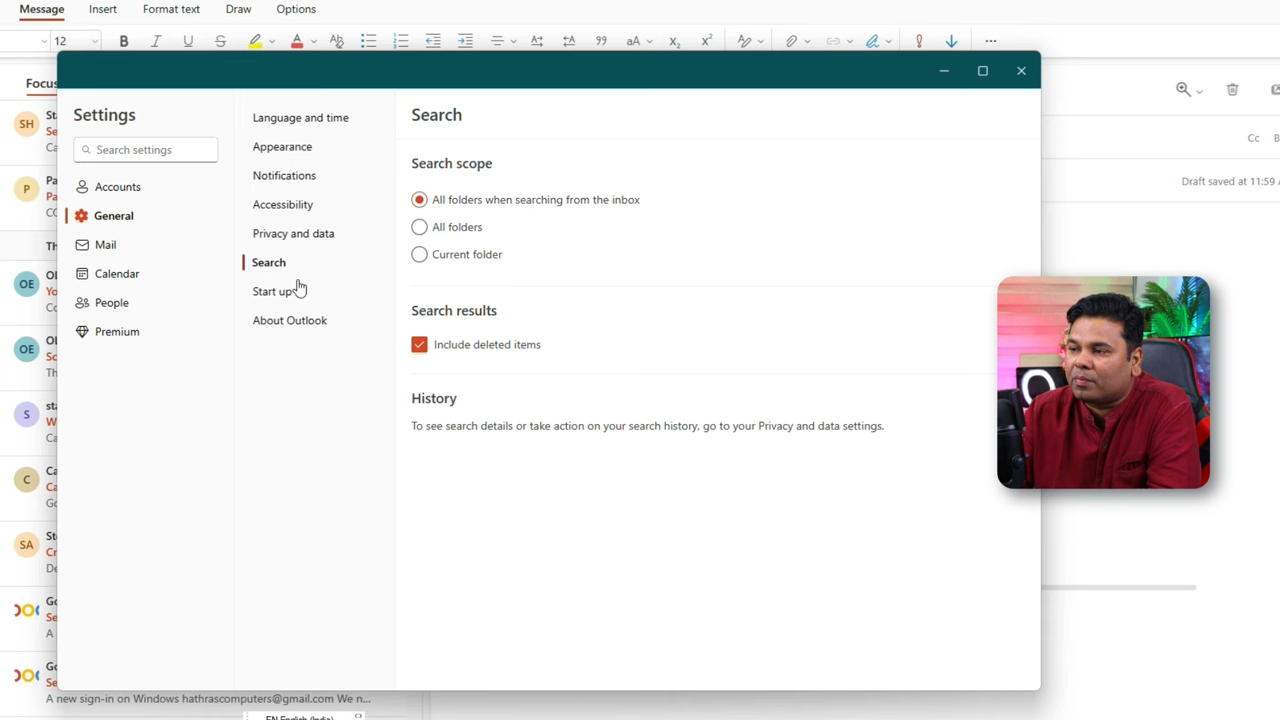 Message Insert Format text Draw Options
12
Focus
Cc
Draft saved at 11:59
Settings
Search settings
Accounts
General
Mail
Calendar
People
Premium
Language and time
Appearance
Notifications
Accessibility
Privacy and data
Search
Start up
About Outlook
Search
Search scope
All folders when searching from the inbox
All folders
Current folder
Search results
Include deleted items
History
To see search details or take action on your search history, go to your Privacy and data settings.
SH
P
OE
OE
S
C
SA
A new sign-in on Windows hathrascomputers@gmail.com We n...
EN English (India)